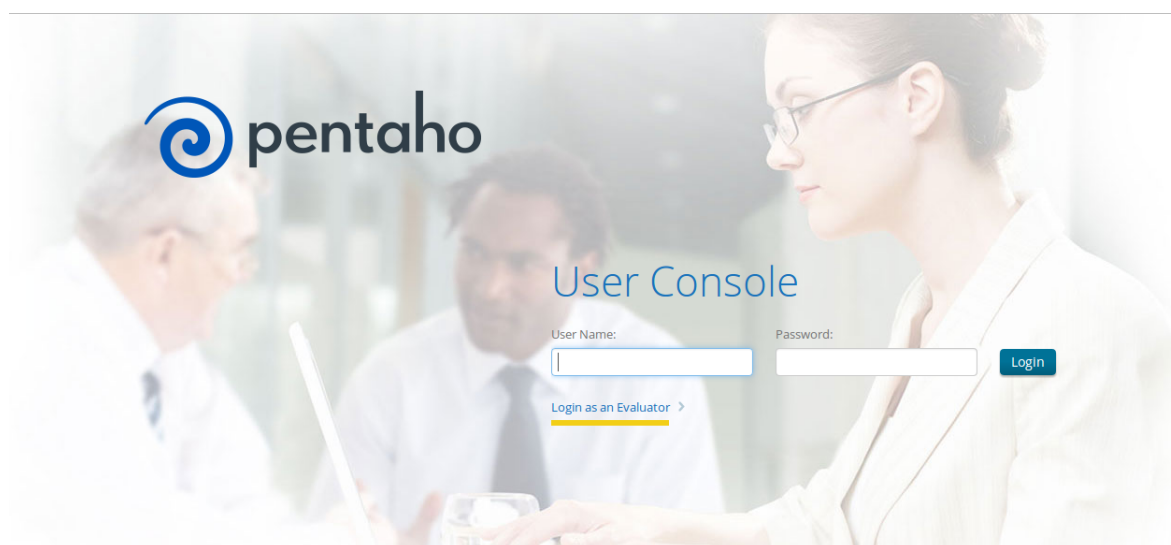 pentaho
User Console
User Name:
Password:
Login
Login as an Evaluator